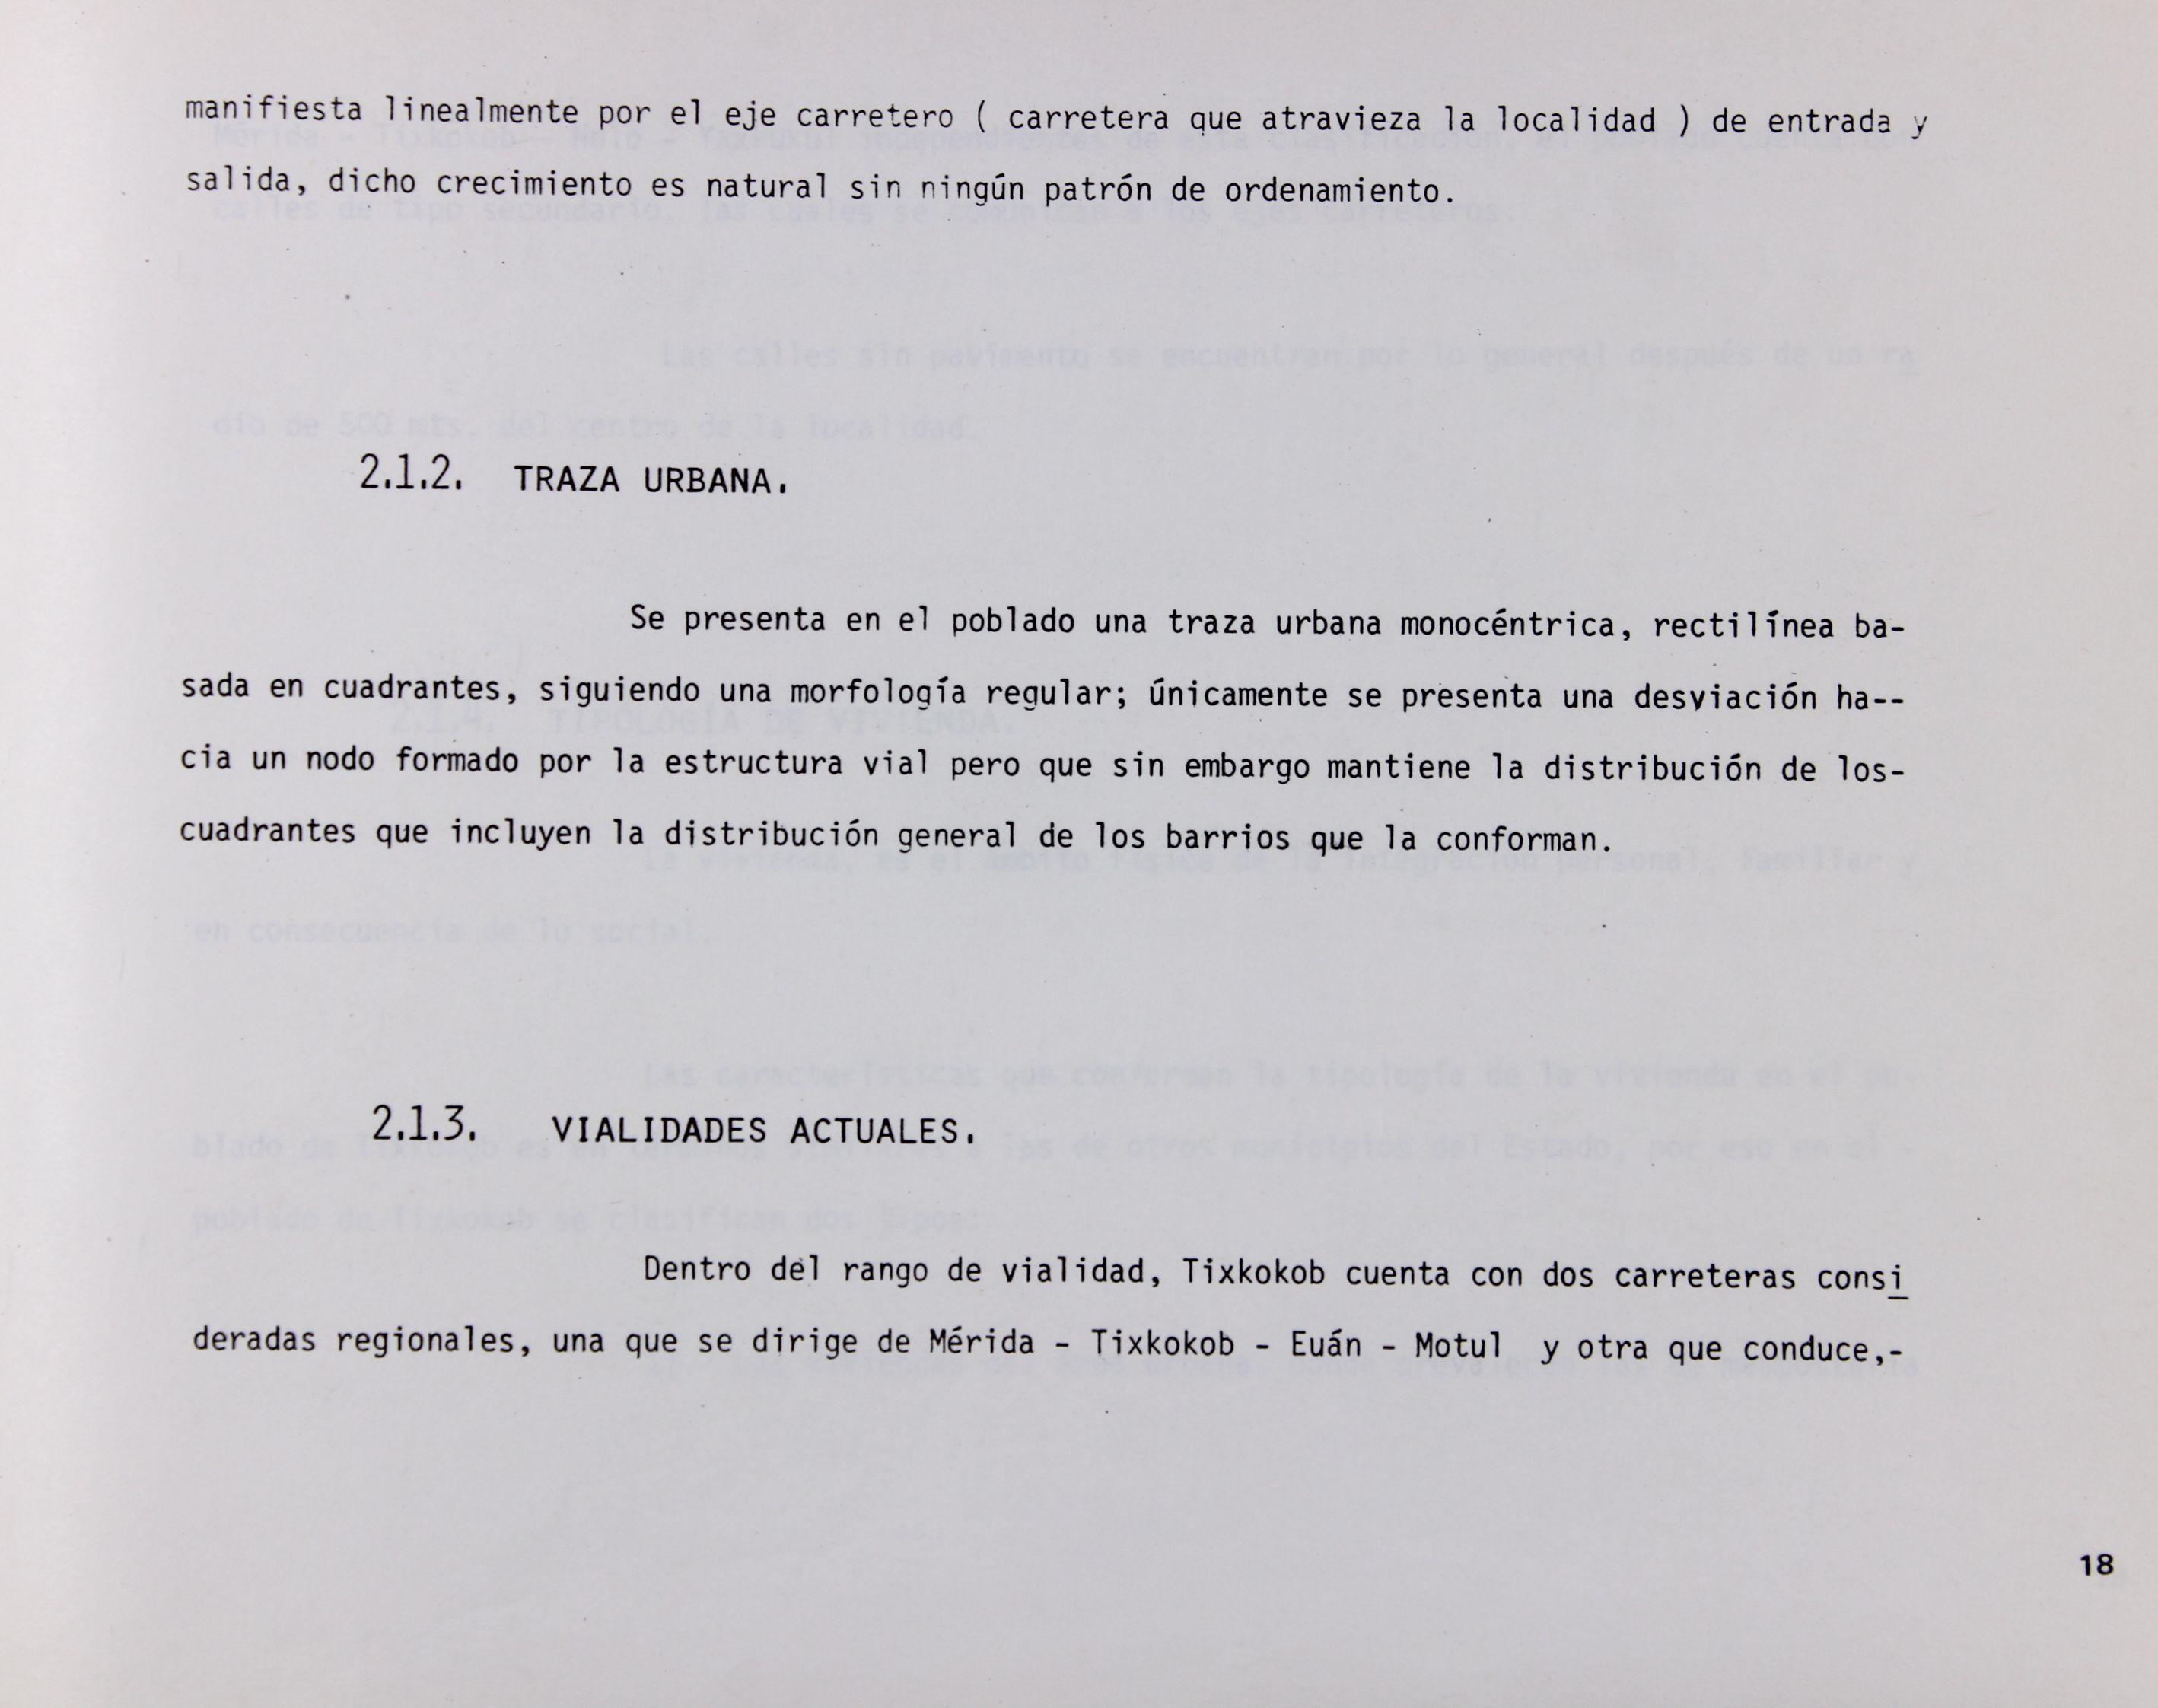 manifiesta linealmente por el eje carretero ( carretera que atravieza la localidad ) de entrada y
salida, dicho crecimiento es natural sin ningún patrón de ordenamiento.
2.1.2. TRAZA URBANA.
Se presenta en el poblado una traza urbana monocéntrica, rectilínea ba-
sada en cuadrantes, siguiendo una morfología regular; únicamente se presenta una desviación ha--
cia un nodo formado por la estructura vial pero que sin embargo mantiene la distribución de los-
cuadrantes que incluyen la distribución general de los barrios que la conforman.
2.1.3. VIALIDADES ACTUALES.
Dentro del rango de vialidad, Tixkokob cuenta con dos carreteras consi
deradas regionales, una que se dirige de Mérida - Tixkokob - Euán - Motul y otra que conduce,-
18